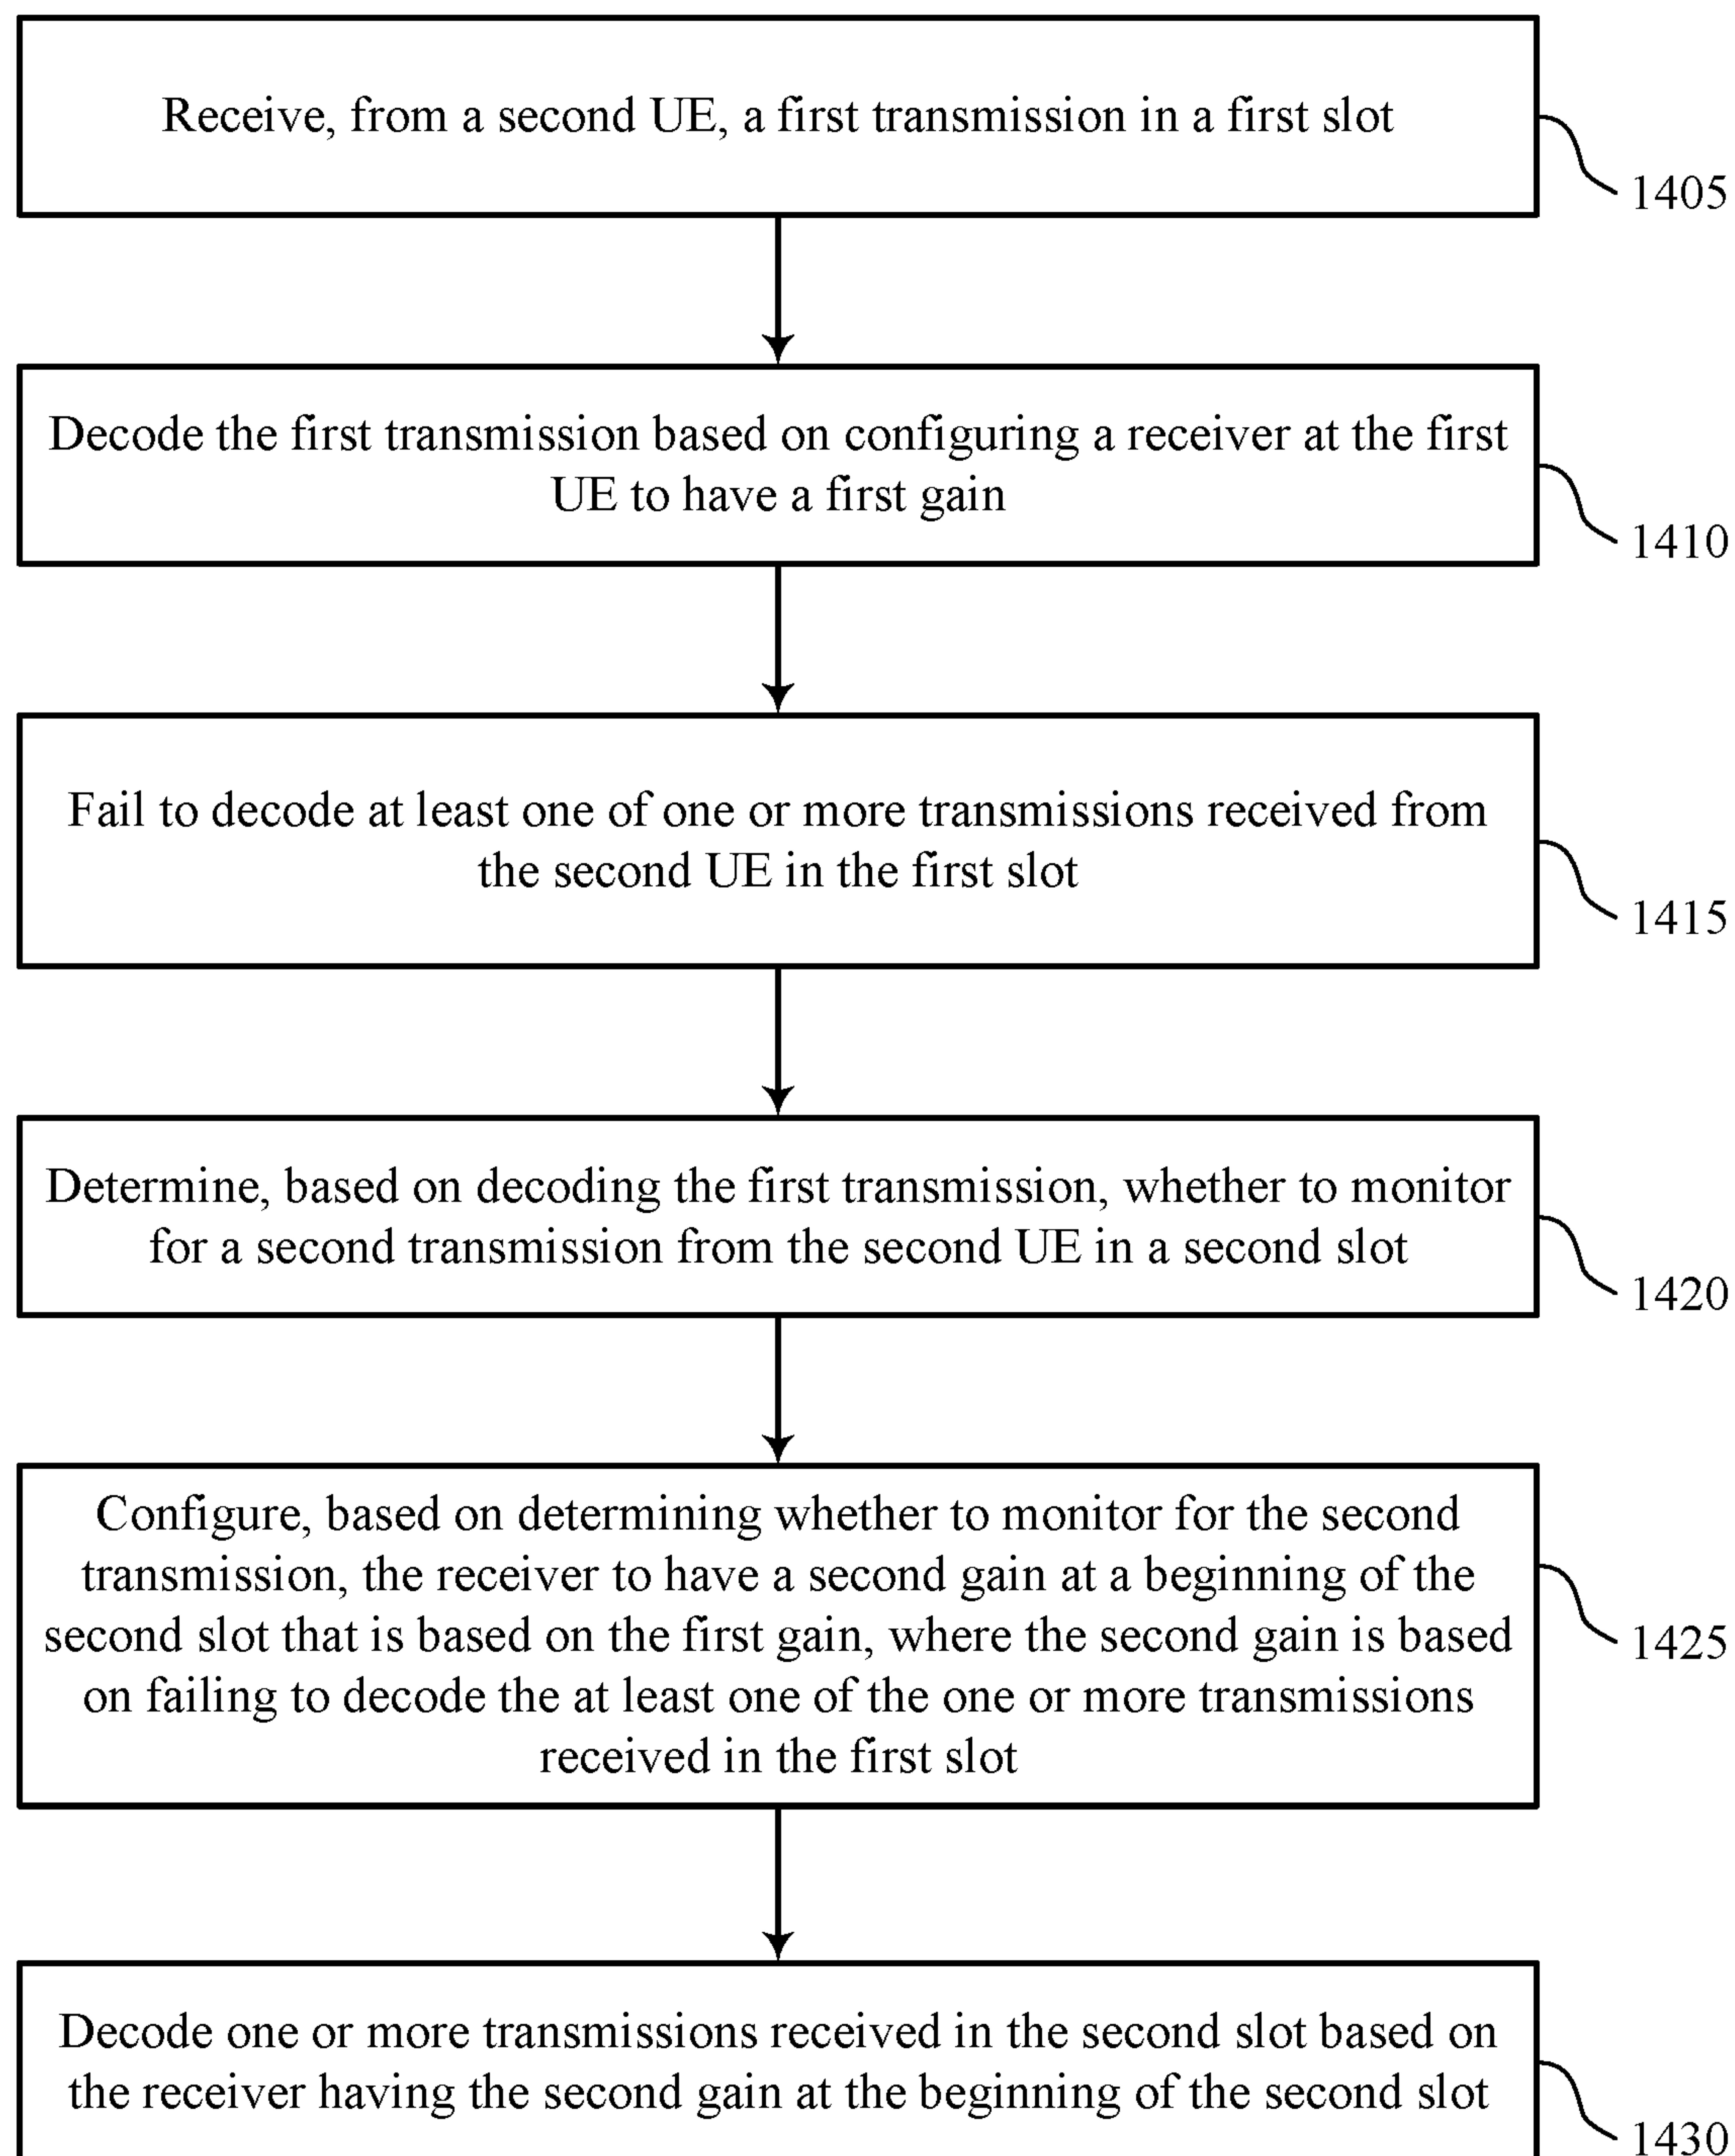 Receive, from a second UE, a first transmission in a first slot
1405
Decode the first transmission based on configuring a receiver at the first
UE to have a first gain
1410
Fail to decode at least one of one or more transmissions received from
the second UE in the first slot
1415
Determine, based on decoding the first transmission, whether to monitor
for a second transmission from the second UE in a second slot
1420
Configure, based on determining whether to monitor for the second
transmission, the receiver to have a second gain at a beginning of the
second slot that is based on the first gain, where the second gain is based
on failing to decode the at least one of the one or more transmissions
received in the first slot
1425
Decode one or more transmissions received in the second slot based on
the receiver having the second gain at the beginning of the second slot
1430